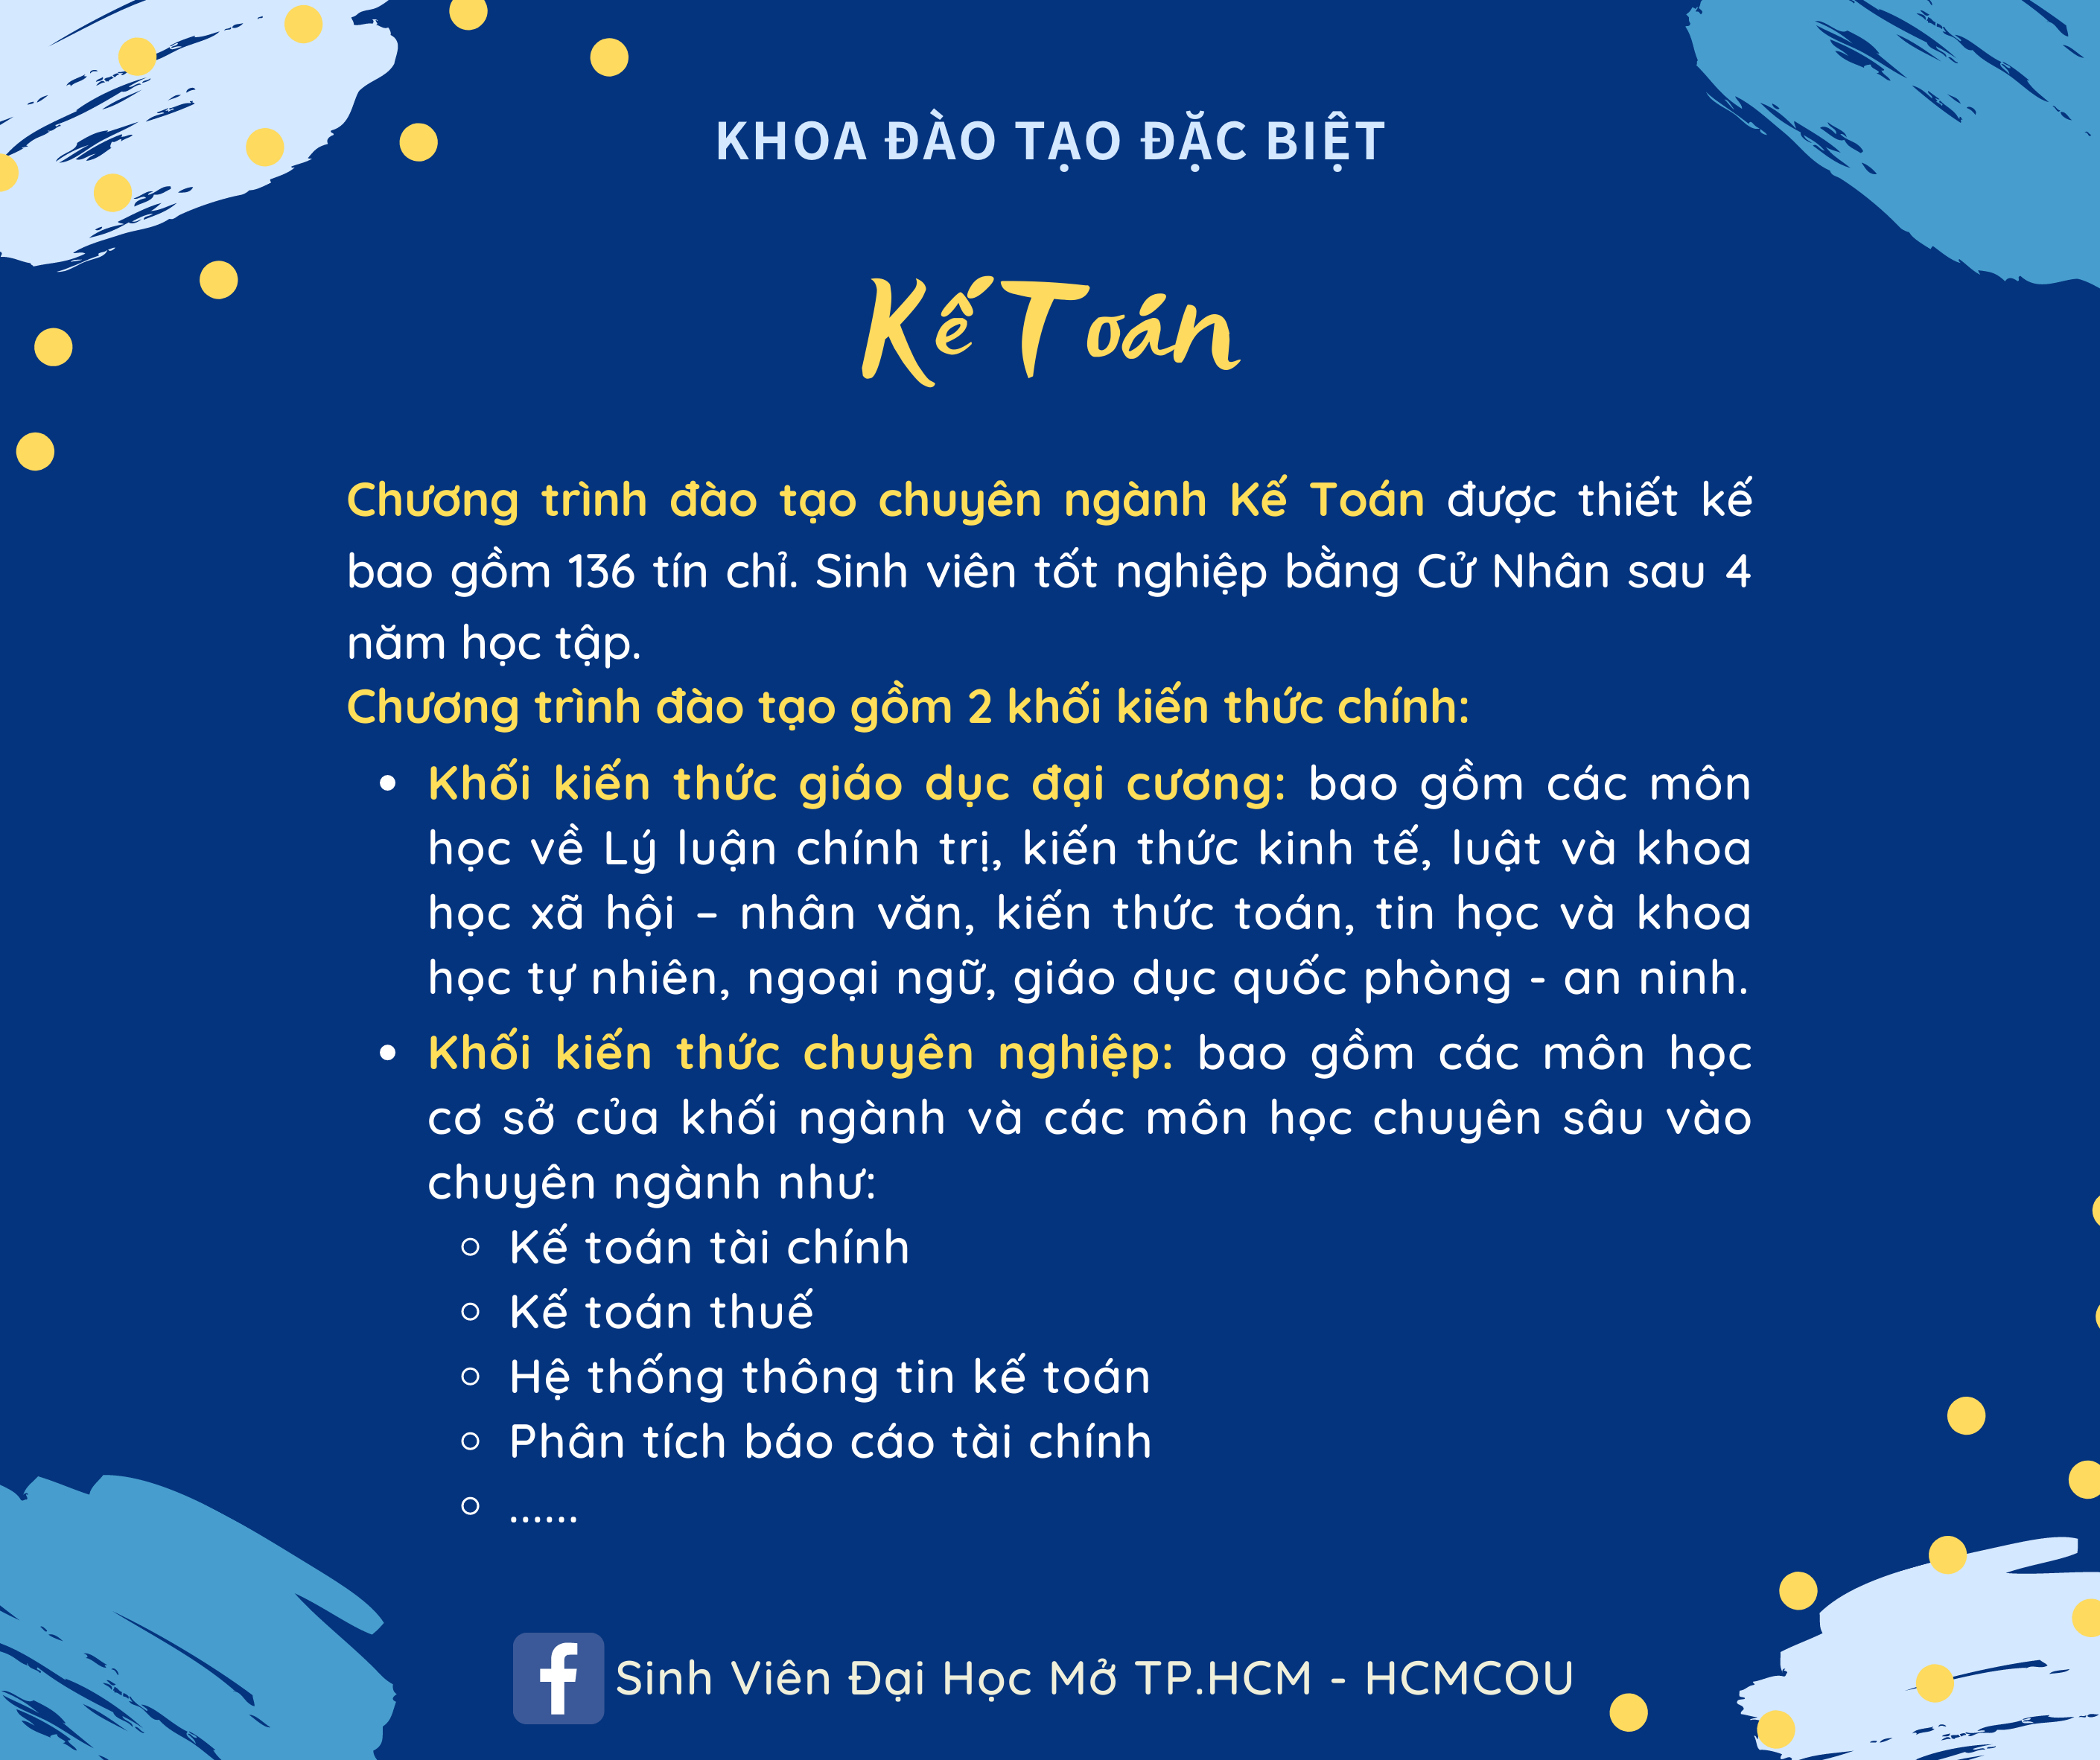 KHOA ĐÀO TẠO ĐẶC BIỆT
Kế Toán
Chương trình đào tạo chuyên ngành Kế Toán được thiết kế
bao gồm 136 tín chỉ. Sinh viên tốt nghiệp bằng Cử Nhân sau 4
năm học tập.
Chương trình đào tạo gồm 2 khối kiến thức chính:
• Khối kiến thức giáo dục đại cương: bao gồm các môn
học về Lý luận chính trị, kiến thức kinh tế, luật và khoa
học xã hội – nhân văn, kiến thức toán, tin học và khoa
học tự nhiên, ngoại ngữ, giáo dục quốc phòng - an ninh.
• Khối kiến thức chuyên nghiệp: bao gồm các môn học
cơ sở của khối ngành và các môn học chuyên sâu vào
chuyên ngành như:
○ Kế toán tài chính
○ Kế toán thuế
○ Hệ thống thông tin kế toán
○ Phân tích báo cáo tài chính
○ ......
f Sinh Viên Đại Học Mở TP.HCM - HCMCOU